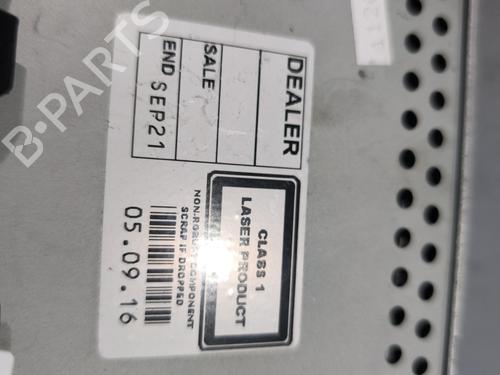 DEALER
SALE
END SEP21
CLASS 1
LASER PRODUCT
NON.ROBUST COMPONENT
SCRAP IF DROPPED
05.09.16
B-PARTS